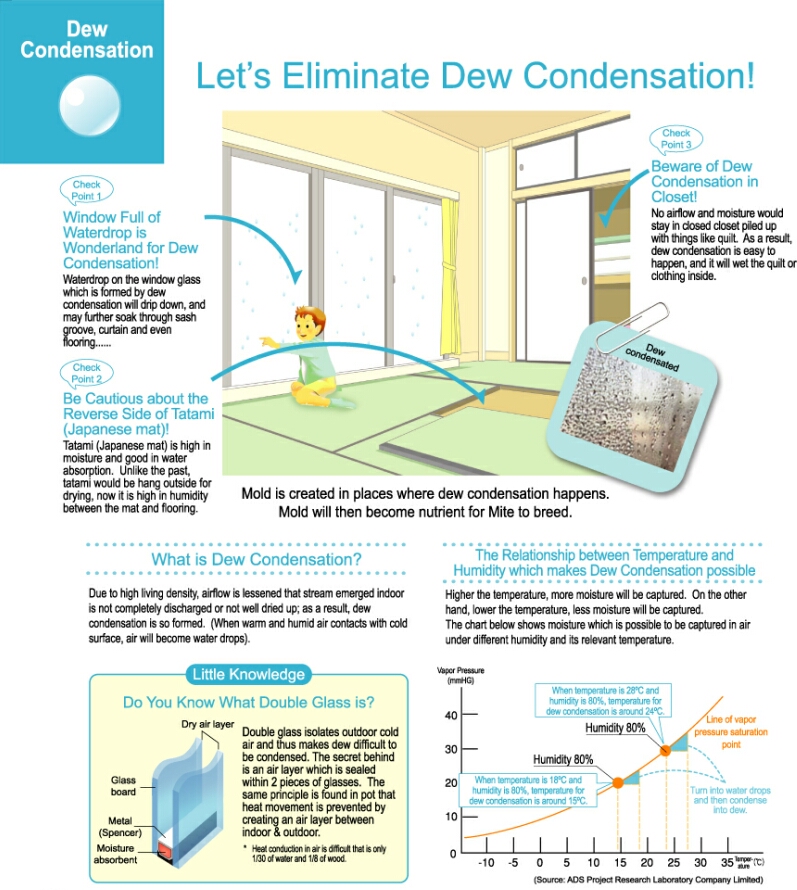 Dew
Condensation
Let's Eliminate Dew Condensation!
Check
Point 1
Window Full of
Waterdrop is
Wonderland for Dew
Condensation!
Waterdrop on the window glass
which is formed by dew
condensation will drip down, and
may further soak through sash
groove, curtain and even
flooring......
Check
Point 2
Be Cautious about the
Reverse Side of Tatami
(Japanese mat)!
Tatami (Japanese mat) is high in
moisture and good in water
absorption. Unlike the past,
tatami would be hang outside for
drying, now it is high in humidity
between the mat and flooring.
Check
Point 3
Beware of Dew
Condensation in
Closet!
No airflow and moisture would
stay in closed closet piled up
with things like quilt. As a result,
dew condensation is easy to
happen, and it will wet the quilt or
clothing inside.
Dew
condensated
Mold is created in places where dew condensation happens.
Mold will then become nutrient for Mite to breed.
What is Dew Condensation?
Due to high living density, airflow is lessened that stream emerged indoor
is not completely discharged or not well dried up; as a result, dew
condensation is so formed. (When warm and humid air contacts with cold
surface, air will become water drops).
Little Knowledge
Do You Know What Double Glass is?
Dry air layer
Glass
board
Metal
(Spencer)
Moisture
absorbent
Double glass isolates outdoor cold
air and thus makes dew difficult to
be condensed. The secret behind
is an air layer which is sealed
within 2 pieces of glasses. The
same principle is found in pot that
heat movement is prevented by
creating an air layer between
indoor & outdoor.
* Heat conduction in air is difficult that is only
1/30 of water and 1/8 of wood.
The Relationship between Temperature and
Humidity which makes Dew Condensation possible
Higher the temperature, more moisture will be captured. On the other
hand, lower the temperature, less moisture will be captured.
The chart below shows moisture which is possible to be captured in air
under different humidity and its relevant temperature.
Vapor Pressure
(mmHG)
40
30
20
10
0
When temperature is 28ºC and
humidity is 80%, temperature for
dew condensation is around 24ºC.
Humidity 80%
Line of vapor
pressure saturation
point
Humidity 80%
When temperature is 18ºC and
humidity is 80%, temperature for
dew condensation is around 15ºC.
Turn into water drops
and then condense
into dew.
-10 -5 0 5 10 15 20 25 30 35 Temper-
ature (ºC)
(Source: ADS Project Research Laboratory Company Limited)